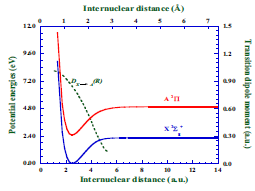 Internuclear distance (Å)
0 1 2 3 4 5 6 7
12.0 1.5
9.60 1.2
7.20 0.9
4.80 0.6
2.40 0.3
0.00 0.0
0 2 4 6 8 10 12 14
Potential energies (eV)
Transition dipole moment (a.u.)
A ²Π
X ²Σ⁺
Internuclear distance (a.u.)